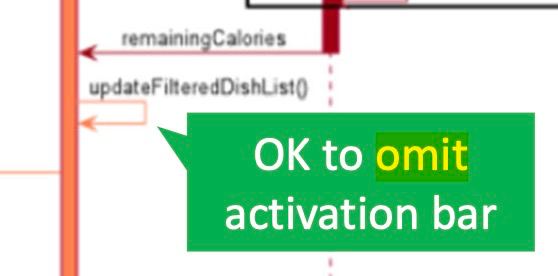 remainingCalories
updateFilteredDishList()
OK to omit
activation bar